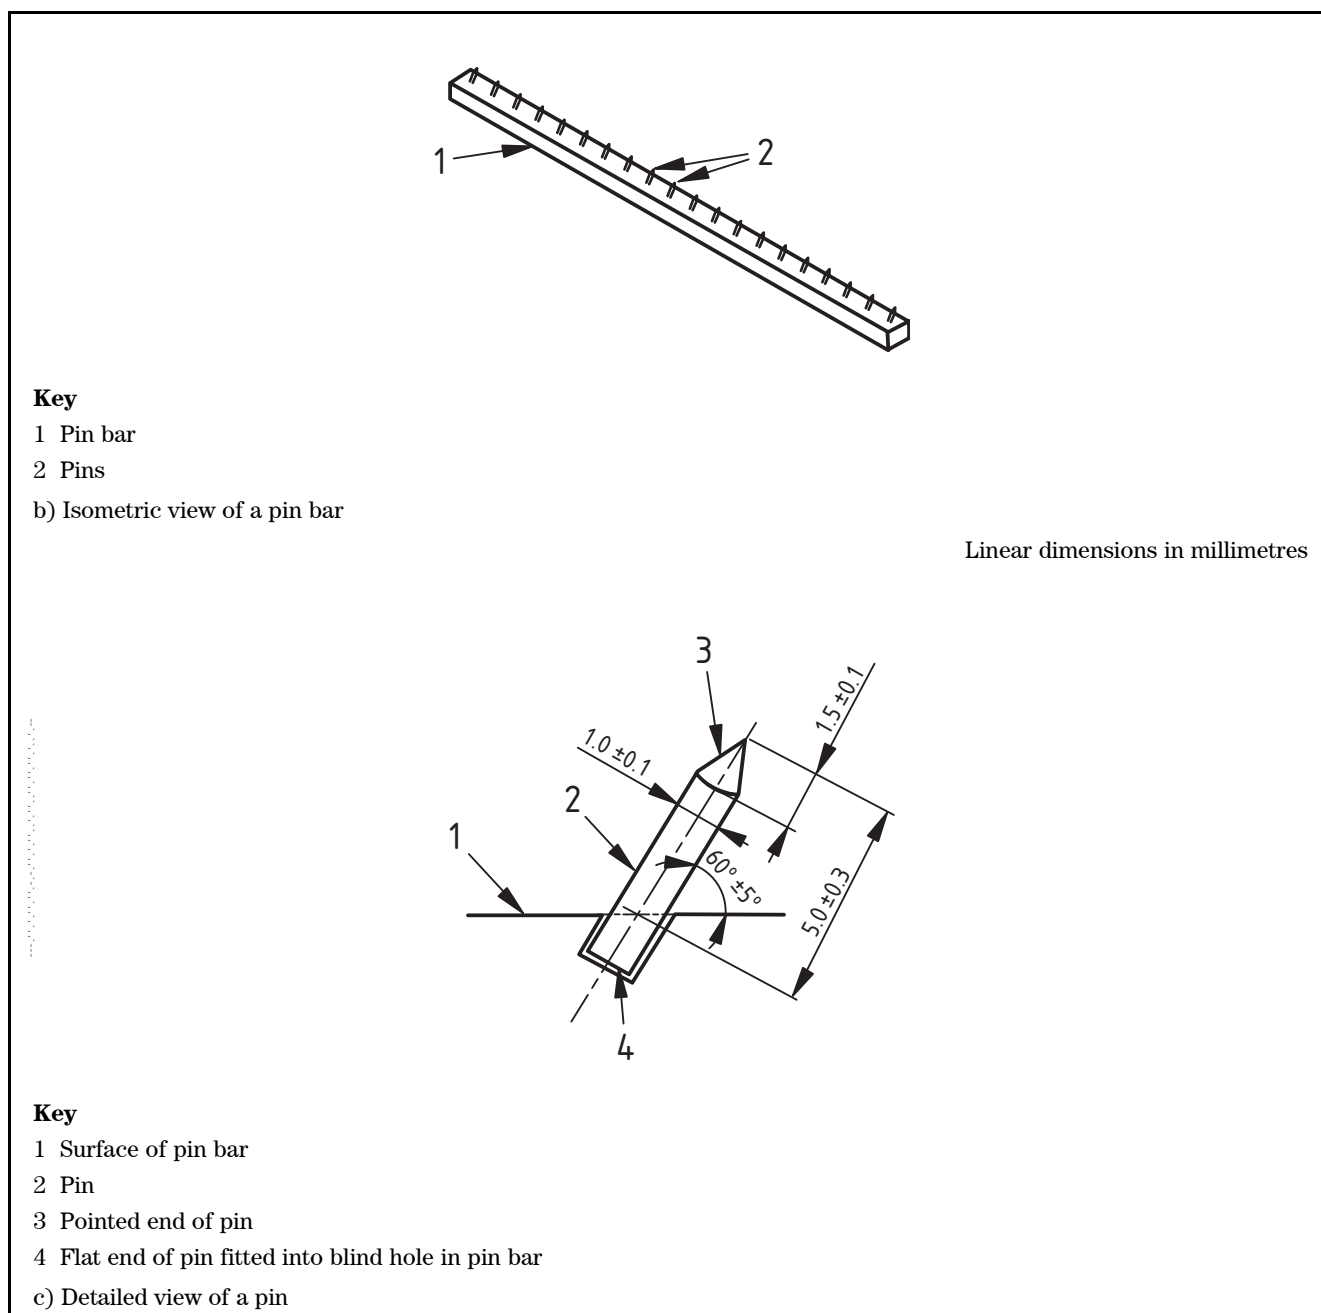 1
2
Key
1 Pin bar
2 Pins
b) Isometric view of a pin bar
Linear dimensions in millimetres
3
1.5 ±0.1
1.0 ±0.1
2
1
60° ±5°
5.0 ±0.3
4
Key
1 Surface of pin bar
2 Pin
3 Pointed end of pin
4 Flat end of pin fitted into blind hole in pin bar
c) Detailed view of a pin